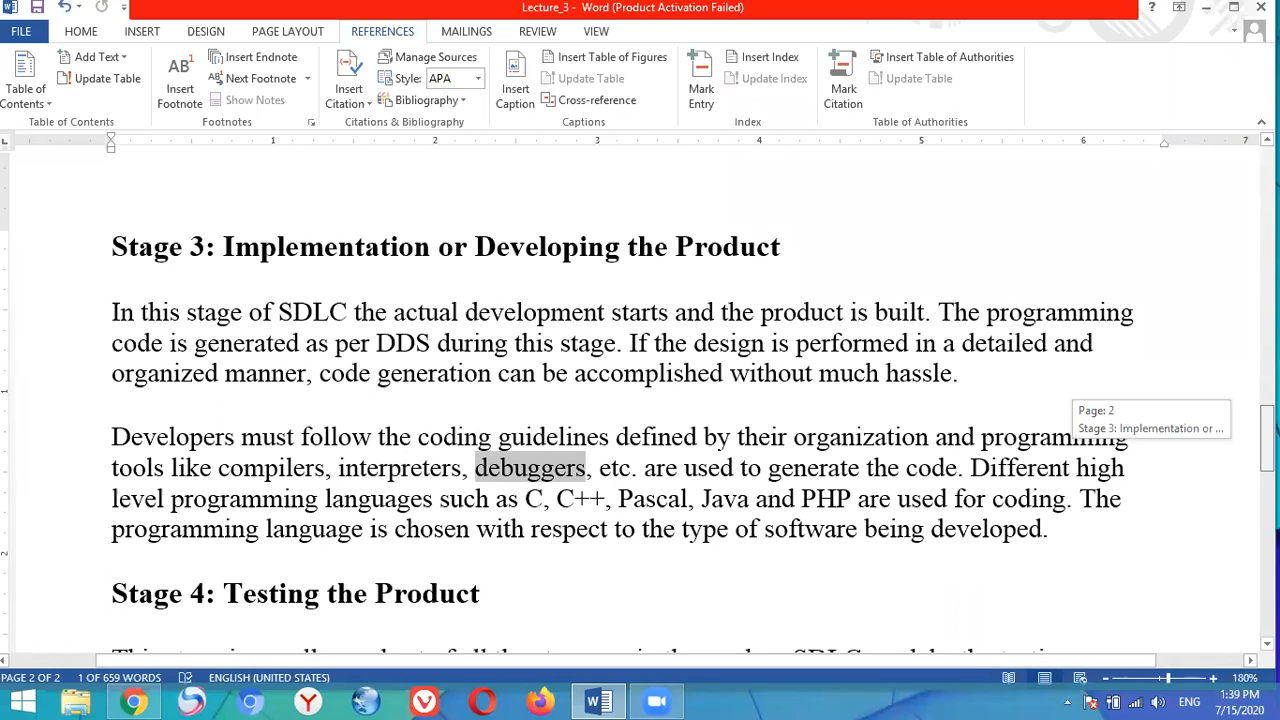 Lecture_3 - Word (Product Activation Failed)
FILE HOME INSERT DESIGN PAGE LAYOUT REFERENCES MAILINGS REVIEW VIEW
Table of Contents
Add Text
Update Table
Table of Contents
AB1 Insert Footnote
Insert Endnote
AB1 Next Footnote
Show Notes
Footnotes
Insert Citation
Manage Sources
Style: APA
Bibliography
Citations & Bibliography
Insert Caption
Insert Table of Figures
Update Table
Cross-reference
Captions
Mark Entry
Insert Index
Update Index
Index
Mark Citation
Insert Table of Authorities
Update Table
Table of Authorities
1 2 3 4 5 6 7
Stage 3: Implementation or Developing the Product
In this stage of SDLC the actual development starts and the product is built. The programming
code is generated as per DDS during this stage. If the design is performed in a detailed and
organized manner, code generation can be accomplished without much hassle.
Page: 2
Stage 3: Implementation or ...
Developers must follow the coding guidelines defined by their organization and programming
tools like compilers, interpreters, debuggers, etc. are used to generate the code. Different high
level programming languages such as C, C++, Pascal, Java and PHP are used for coding. The
programming language is chosen with respect to the type of software being developed.
Stage 4: Testing the Product
PAGE 2 OF 2 1 OF 659 WORDS ENGLISH (UNITED STATES) 180%
ENG
1:39 PM
7/15/2020